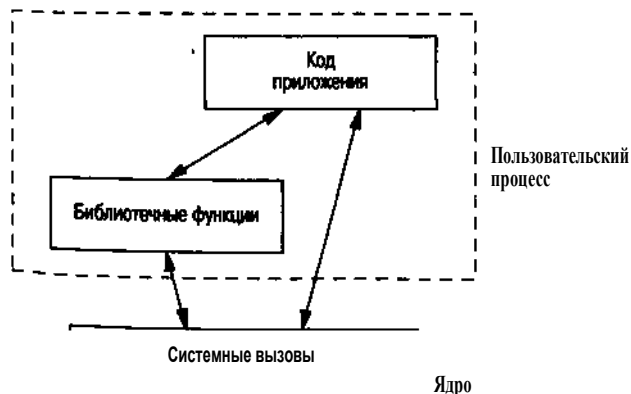 Код
приложения
Пользовательский
процесс
Библиотечные функции
Системные вызовы
Ядро